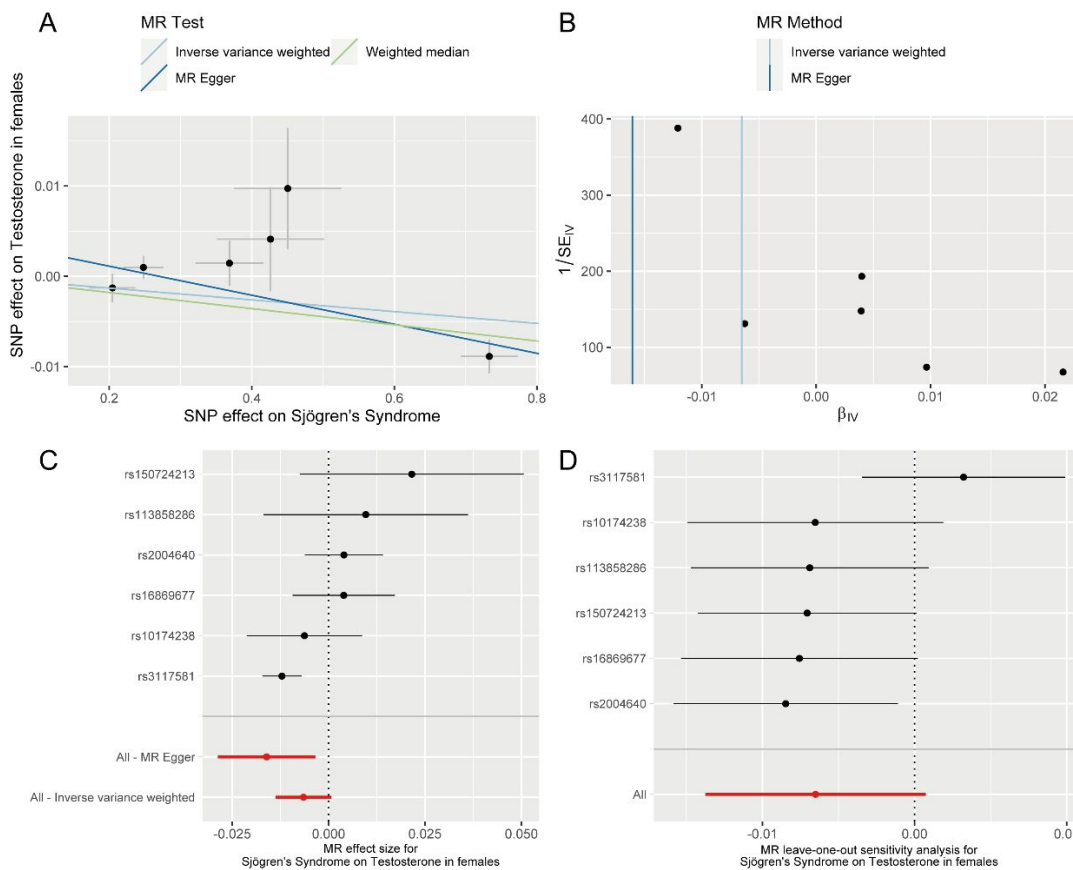 A
MR Test
Inverse variance weighted
Weighted median
MR Egger
SNP effect on Testosterone in females
0.01
0.00
-0.01
0.2
0.4
0.6
0.8
SNP effect on Sjögren's Syndrome
B
MR Method
Inverse variance weighted
MR Egger
1/SE_IV
400
300
200
100
-0.01
0.00
0.01
0.02
β_IV
C
rs150724213
rs113858286
rs2004640
rs16869677
rs10174238
rs3117581
All - MR Egger
All - Inverse variance weighted
-0.025
0.000
0.025
0.050
MR effect size for
Sjögren's Syndrome on Testosterone in females
D
rs3117581
rs10174238
rs113858286
rs150724213
rs16869677
rs2004640
All
-0.01
0.00
0.0
MR leave-one-out sensitivity analysis for
Sjögren's Syndrome on Testosterone in females